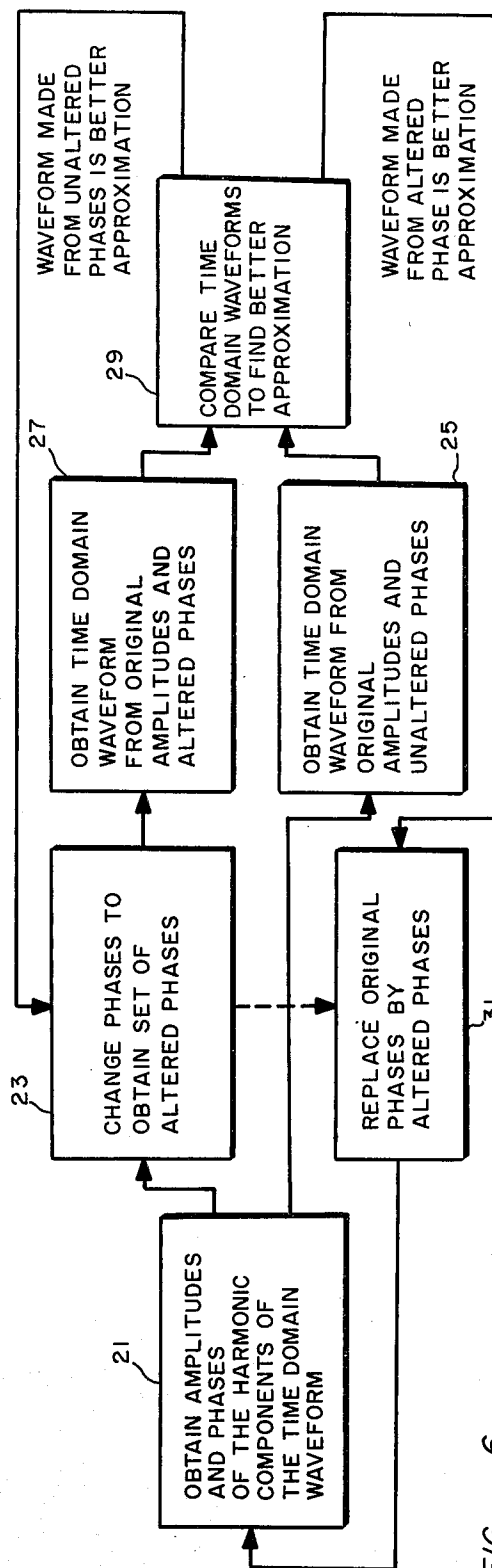 21
OBTAIN AMPLITUDES
AND PHASES
OF THE HARMONIC
COMPONENTS OF
THE TIME DOMAIN
WAVEFORM
23
CHANGE PHASES TO
OBTAIN SET OF
ALTERED PHASES
REPLACE ORIGINAL
PHASES BY
ALTERED PHASES
31
27
OBTAIN TIME DOMAIN
WAVEFORM
FROM ORIGINAL
AMPLITUDES AND
ALTERED PHASES
OBTAIN TIME DOMAIN
WAVEFORM FROM
ORIGINAL
AMPLITUDES AND
UNALTERED PHASES
25
29
COMPARE TIME
DOMAIN WAVEFORMS
TO FIND BETTER
APPROXIMATION
WAVEFORM MADE
FROM UNALTERED
PHASES IS BETTER
APPROXIMATION
WAVEFORM MADE
FROM ALTERED
PHASE IS BETTER
APPROXIMATION